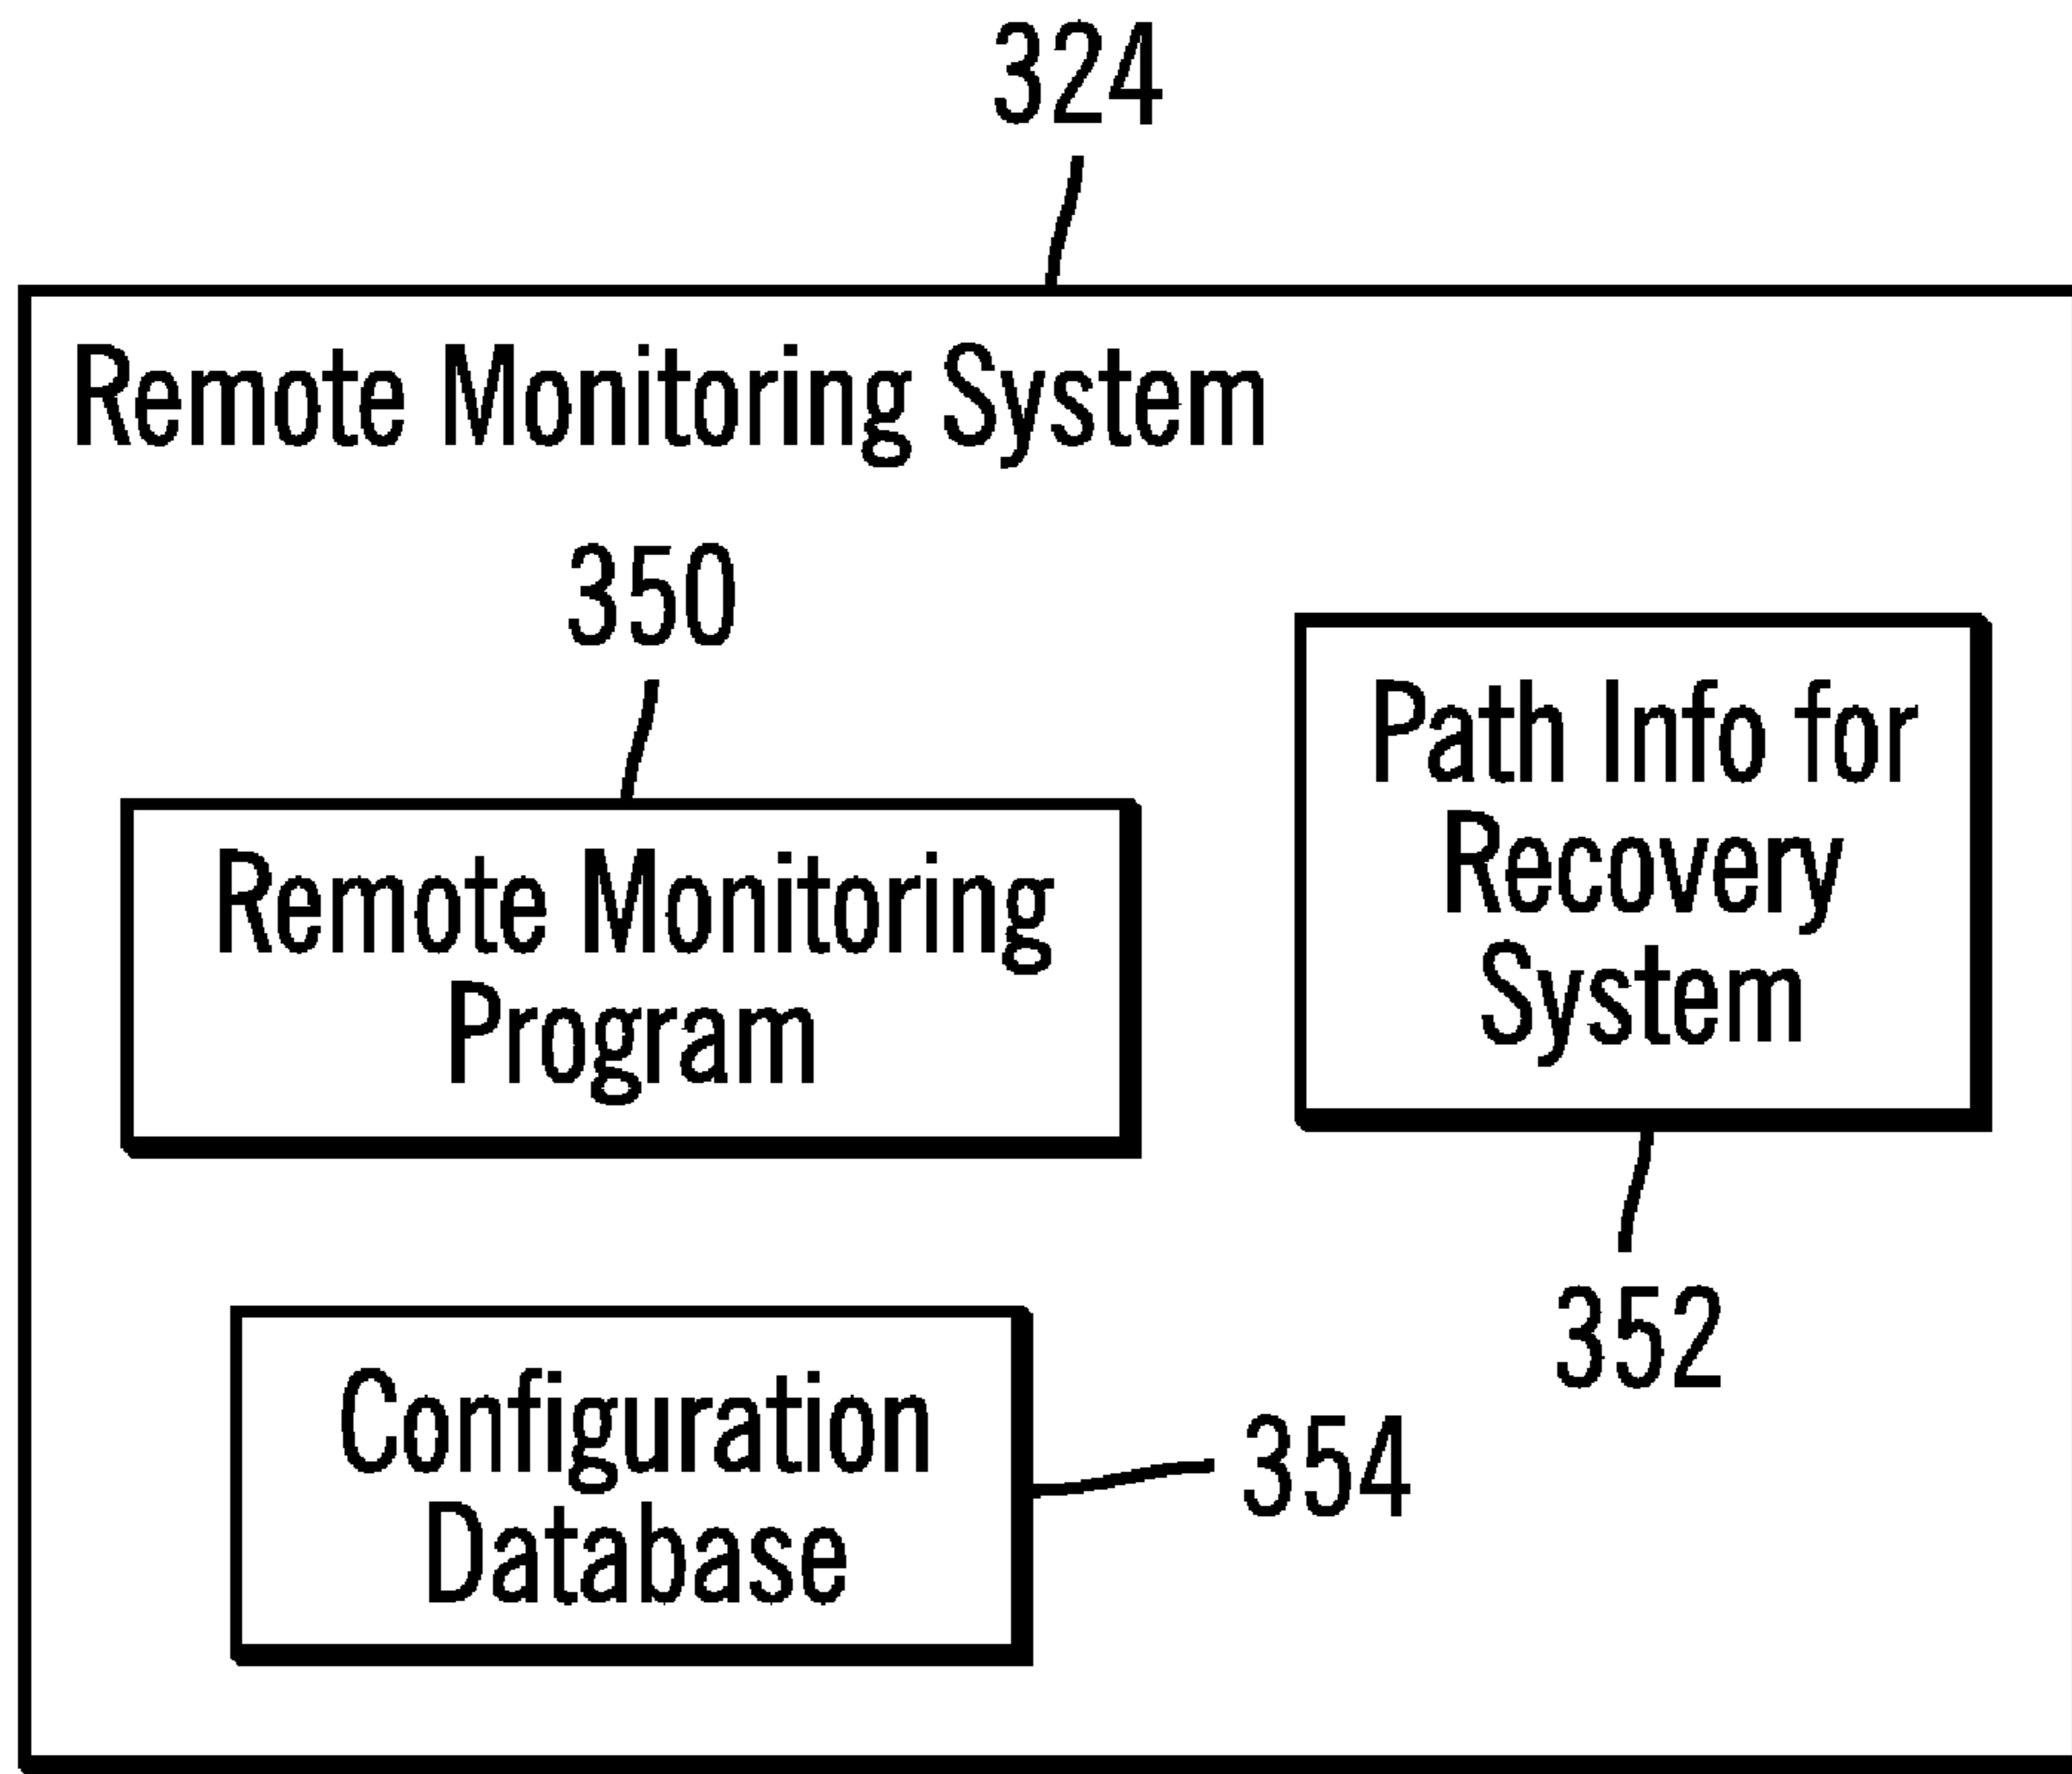 324
Remote Monitoring System
350
Remote Monitoring
Program
Path Info for
Recovery
System
352
Configuration
Database
354